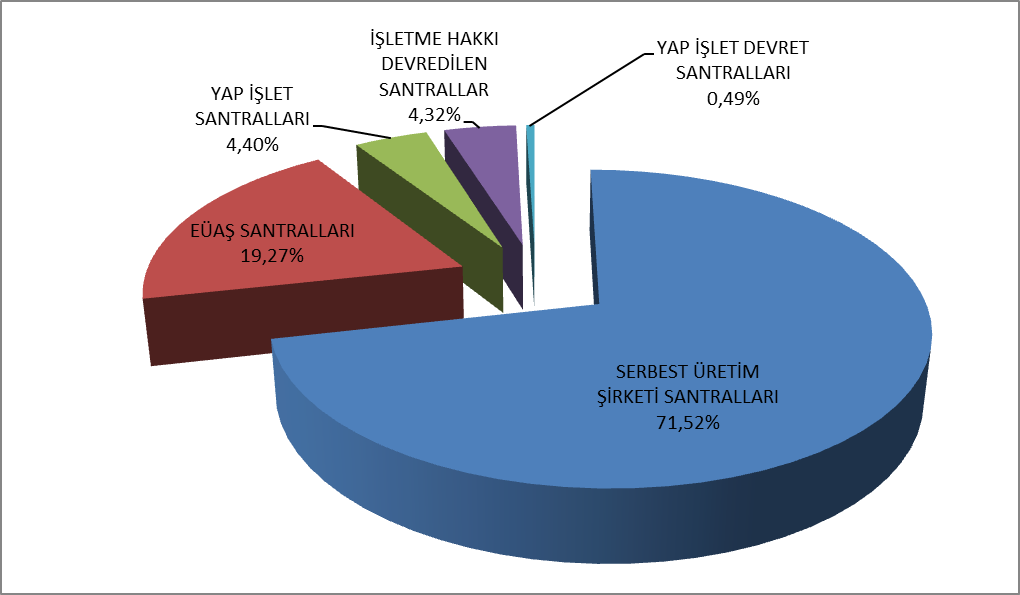 İŞLETME HAKKI
DEVREDİLEN
SANTRALLAR
4,32%
YAP İŞLET DEVRET
SANTRALLARI
0,49%
YAP İŞLET
SANTRALLARI
4,40%
EÜAŞ SANTRALLARI
19,27%
SERBEST ÜRETİM
ŞİRKETİ SANTRALLARI
71,52%